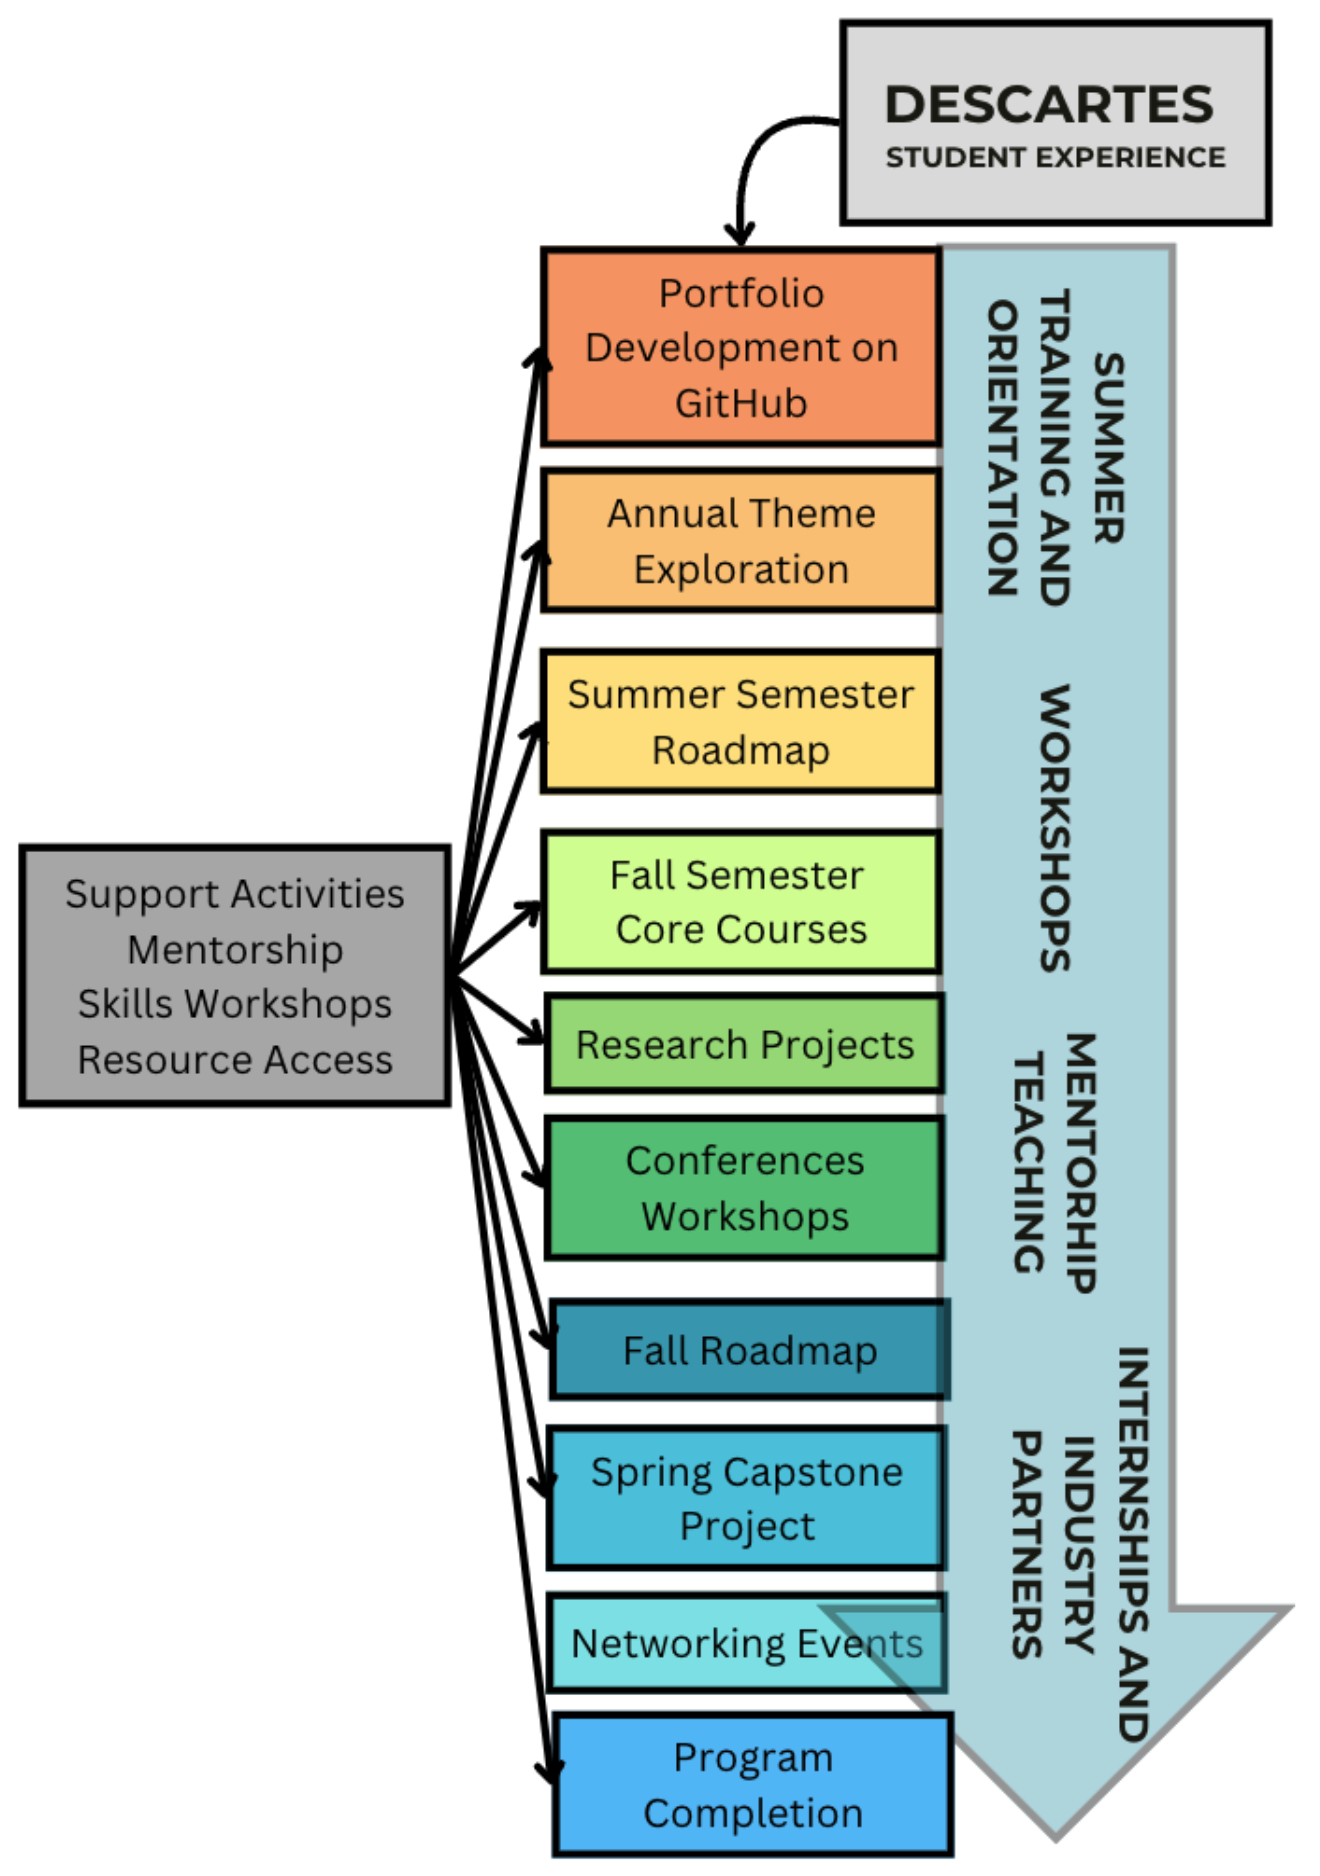 DESCARTES
STUDENT EXPERIENCE
Portfolio
Development on
GitHub
Annual Theme
Exploration
Summer Semester
Roadmap
Fall Semester
Core Courses
Research Projects
Conferences
Workshops
Fall Roadmap
Spring Capstone
Project
Networking Events
Program
Completion
Support Activities
Mentorship
Skills Workshops
Resource Access
SUMMER
TRAINING AND
ORIENTATION
WORKSHOPS
MENTORHIP
TEACHING
INTERNSHIPS AND
INDUSTRY
PARTNERS